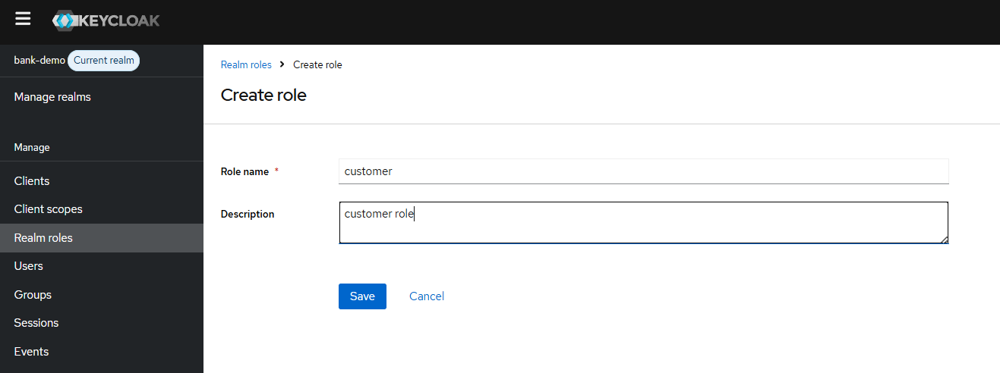 KEYCLOAK
bank-demo Current realm
Manage realms
Manage
Clients
Client scopes
Realm roles
Users
Groups
Sessions
Events
Realm roles > Create role
Create role
Role name *
customer
Description
customer role
Save Cancel